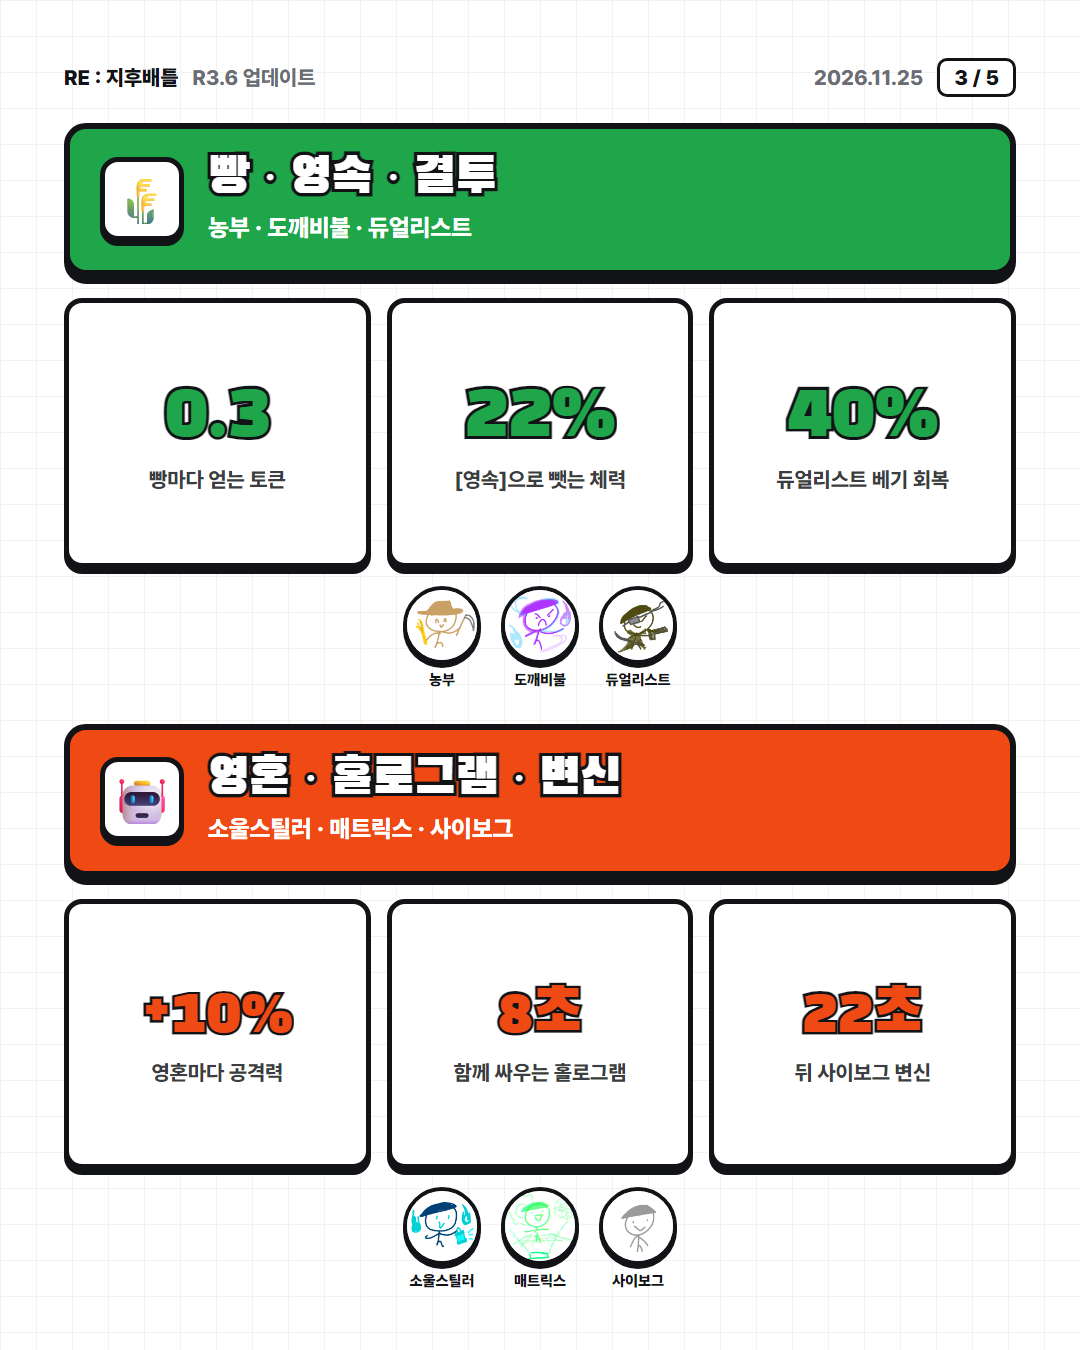 RE : 지후배틀 R3.6 업데이트
2026.11.25 3 / 5
빵 · 영속 · 결투
농부 · 도깨비불 · 듀얼리스트
0.3
빵마다 얻는 토큰
22%
[영속]으로 뺏는 체력
40%
듀얼리스트 베기 회복
농부
도깨비불
듀얼리스트
영혼 · 홀로그램 · 변신
소울스틸러 · 매트릭스 · 사이보그
+10%
영혼마다 공격력
8초
함께 싸우는 홀로그램
22초
뒤 사이보그 변신
소울스틸러
매트릭스
사이보그